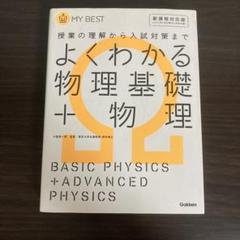 MY BEST
新課程対応版
授業の理解から入試対策まで
よくわかる
物理基礎
+物理
Ω
BASIC PHYSICS
+ADVANCED
PHYSICS
Gakken